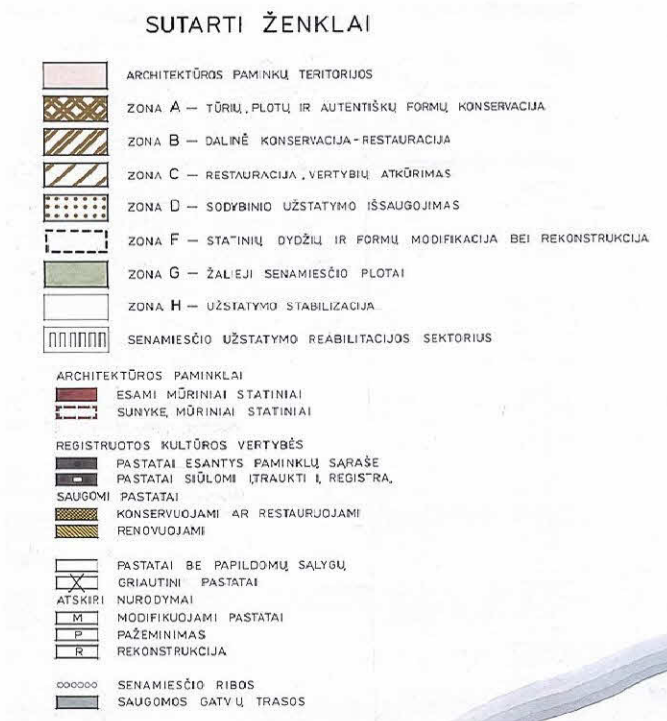 SUTARTI ŽENKLAI
ARCHITEKTŪROS PAMINKŲ TERITORIJOS
ZONA A — TŪRIŲ, PLOTŲ IR AUTENTIŠKŲ FORMŲ KONSERVACIJA
ZONA B — DALINĖ KONSERVACIJA-RESTAURACIJA
ZONA C — RESTAURACIJA, VERTYBIŲ ATKŪRIMAS
ZONA D — SODYBINIO UŽSTATYMO IŠSAUGOJIMAS
ZONA F — STATINIŲ DYDŽIŲ IR FORMŲ MODIFIKACIJA BEI REKONSTRUKCIJA
ZONA G — ŽALIEJI SENAMIESČIO PLOTAI
ZONA H — UŽSTATYMO STABILIZACIJA
SENAMIESČIO UŽSTATYMO REABILITACIJOS SEKTORIUS
ARCHITEKTŪROS PAMINKLAI
ESAMI MŪRINIAI STATINIAI
SUNYKĘ MŪRINIAI STATINIAI
REGISTRUOTOS KULTŪROS VERTYBĖS
PASTATAI ESANTYS PAMINKLŲ SĄRAŠE
PASTATAI SIŪLOMI ĮTRAUKTI Į REGISTRĄ
SAUGOMI PASTATAI
KONSERVUOJAMI AR RESTAURUOJAMI
RENOVUOJAMI
PASTATAI BE PAPILDOMŲ SĄLYGŲ
GRIAUTINI PASTATAI
ATSKIRI NURODYMAI
M MODIFIKUOJAMI PASTATAI
P PAŽEMINIMAS
R REKONSTRUKCIJA
SENAMIESČIO RIBOS
SAUGOMOS GATVIŲ TRASOS